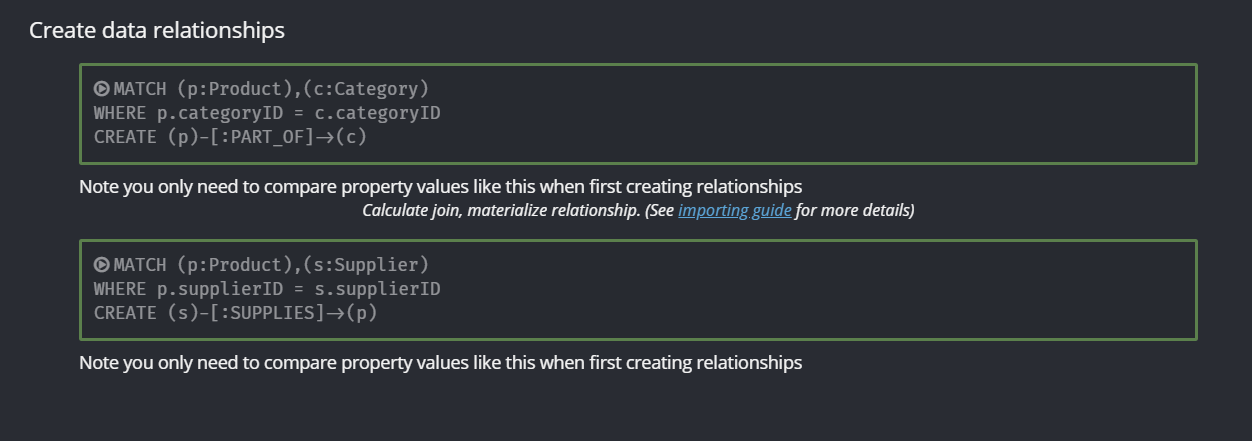 Create data relationships
MATCH (p:Product),(c:Category)
WHERE p.categoryID = c.categoryID
CREATE (p)-[:PART_OF]->(c)
Note you only need to compare property values like this when first creating relationships
Calculate join, materialize relationship. (See importing guide for more details)
MATCH (p:Product),(s:Supplier)
WHERE p.supplierID = s.supplierID
CREATE (s)-[:SUPPLIES]->(p)
Note you only need to compare property values like this when first creating relationships